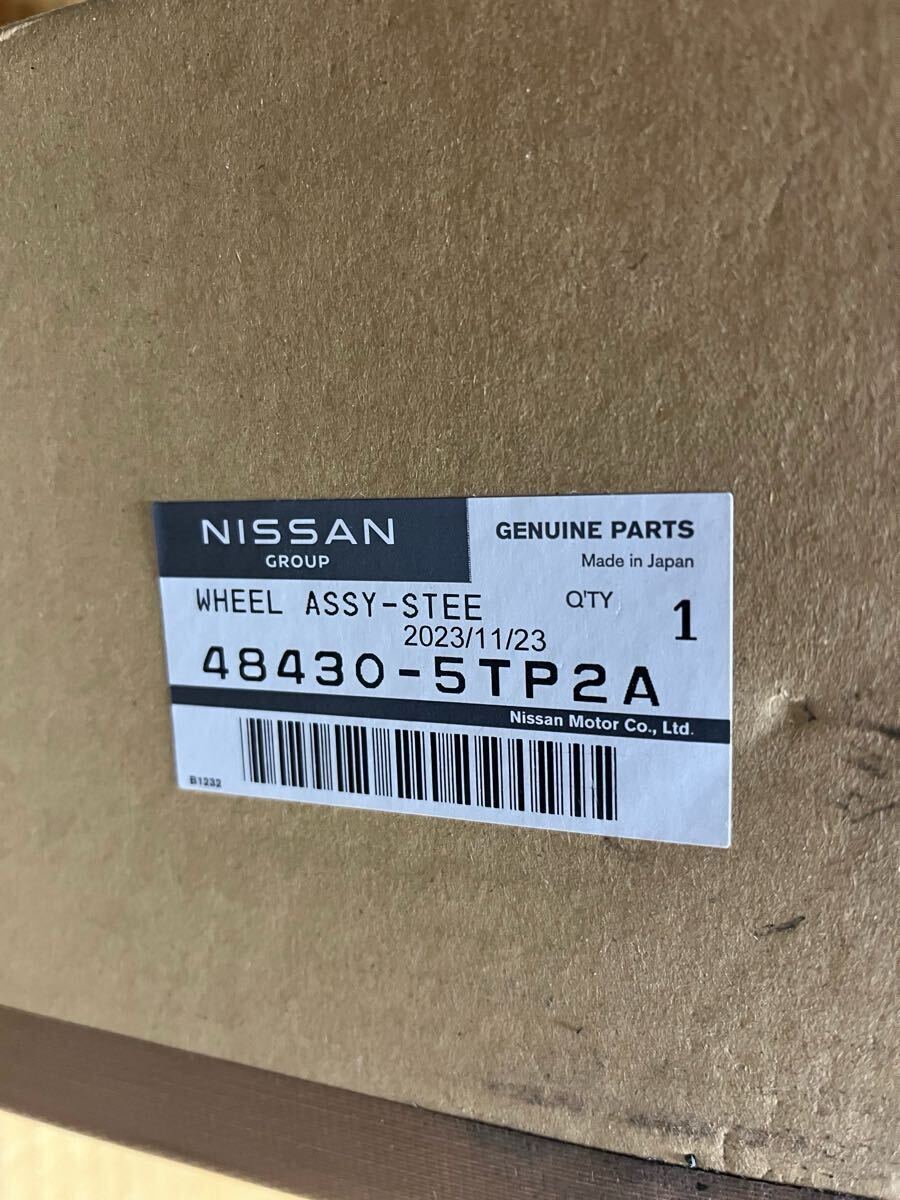 NISSAN
GROUP
GENUINE PARTS
Made in Japan
WHEEL ASSY-STEE
Q'TY
1
2023/11/23
48430-5TP2A
Nissan Motor Co., Ltd.
B1232